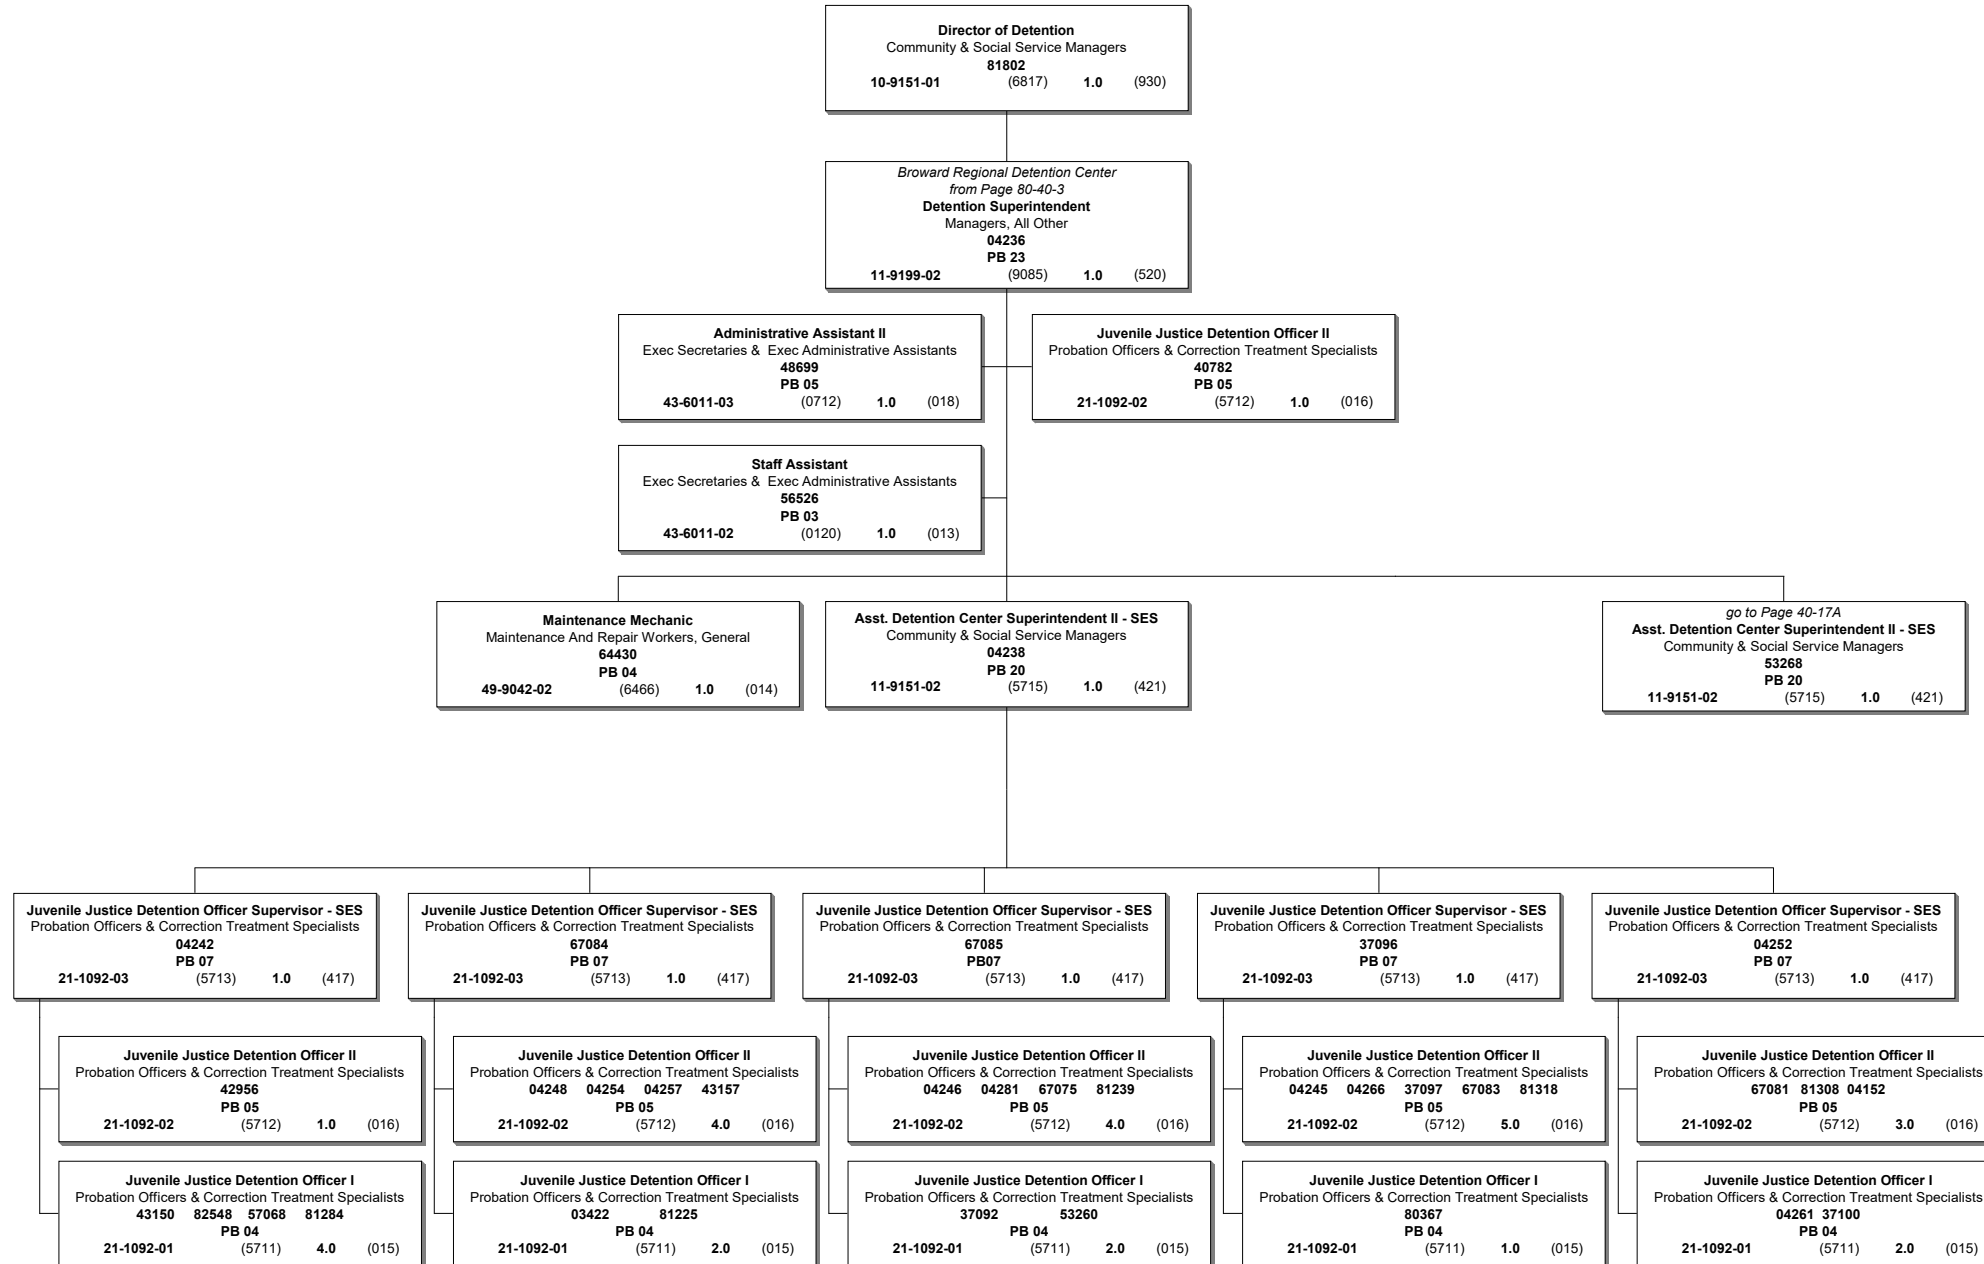 Director of Detention
Community & Social Service Managers
81802
10-9151-01 (6817) 1.0 (930)
Broward Regional Detention Center
from Page 80-40-3
Detention Superintendent
Managers, All Other
04236
PB 23
11-9199-02 (9085) 1.0 (520)
Administrative Assistant II
Exec Secretaries & Exec Administrative Assistants
48699
PB 05
43-6011-03 (0712) 1.0 (018)
Juvenile Justice Detention Officer II
Probation Officers & Correction Treatment Specialists
40782
PB 05
21-1092-02 (5712) 1.0 (016)
Staff Assistant
Exec Secretaries & Exec Administrative Assistants
56526
PB 03
43-6011-02 (0120) 1.0 (013)
Maintenance Mechanic
Maintenance And Repair Workers, General
64430
PB 04
49-9042-02 (6466) 1.0 (014)
Asst. Detention Center Superintendent II - SES
Community & Social Service Managers
04238
PB 20
11-9151-02 (5715) 1.0 (421)
go to Page 40-17A
Asst. Detention Center Superintendent II - SES
Community & Social Service Managers
53268
PB 20
11-9151-02 (5715) 1.0 (421)
Juvenile Justice Detention Officer Supervisor - SES
Probation Officers & Correction Treatment Specialists
04242
PB 07
21-1092-03 (5713) 1.0 (417)
Juvenile Justice Detention Officer Supervisor - SES
Probation Officers & Correction Treatment Specialists
67084
PB 07
21-1092-03 (5713) 1.0 (417)
Juvenile Justice Detention Officer Supervisor - SES
Probation Officers & Correction Treatment Specialists
67085
PB07
21-1092-03 (5713) 1.0 (417)
Juvenile Justice Detention Officer Supervisor - SES
Probation Officers & Correction Treatment Specialists
37096
PB 07
21-1092-03 (5713) 1.0 (417)
Juvenile Justice Detention Officer Supervisor - SES
Probation Officers & Correction Treatment Specialists
04252
PB 07
21-1092-03 (5713) 1.0 (417)
Juvenile Justice Detention Officer II
Probation Officers & Correction Treatment Specialists
42956
PB 05
21-1092-02 (5712) 1.0 (016)
Juvenile Justice Detention Officer II
Probation Officers & Correction Treatment Specialists
04248 04254 04257 43157
PB 05
21-1092-02 (5712) 4.0 (016)
Juvenile Justice Detention Officer II
Probation Officers & Correction Treatment Specialists
04246 04281 67075 81239
PB 05
21-1092-02 (5712) 4.0 (016)
Juvenile Justice Detention Officer II
Probation Officers & Correction Treatment Specialists
04245 04266 37097 67083 81318
PB 05
21-1092-02 (5712) 5.0 (016)
Juvenile Justice Detention Officer II
Probation Officers & Correction Treatment Specialists
67081 81308 04152
PB 05
21-1092-02 (5712) 3.0 (016)
Juvenile Justice Detention Officer I
Probation Officers & Correction Treatment Specialists
43150 82548 57068 81284
PB 04
21-1092-01 (5711) 4.0 (015)
Juvenile Justice Detention Officer I
Probation Officers & Correction Treatment Specialists
03422 81225
PB 04
21-1092-01 (5711) 2.0 (015)
Juvenile Justice Detention Officer I
Probation Officers & Correction Treatment Specialists
37092 53260
PB 04
21-1092-01 (5711) 2.0 (015)
Juvenile Justice Detention Officer I
Probation Officers & Correction Treatment Specialists
80367
PB 04
21-1092-01 (5711) 1.0 (015)
Juvenile Justice Detention Officer I
Probation Officers & Correction Treatment Specialists
04261 37100
PB 04
21-1092-01 (5711) 2.0 (015)